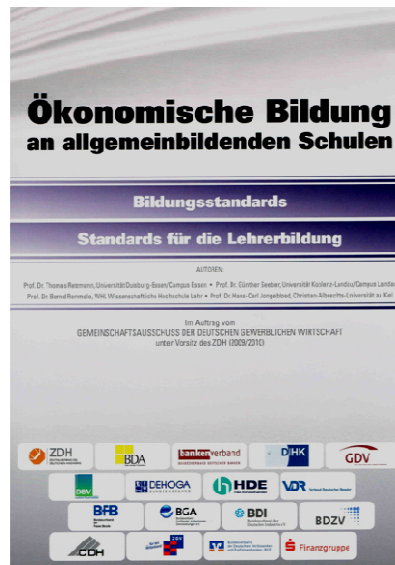 Ökonomische Bildung
an allgemeinbildenden Schulen
Bildungsstandards
Standards für die Lehrerbildung
AUTOREN:
Prof. Dr. Thomas Retzmann, Universität Duisburg-Essen/Campus Essen • Prof. Dr. Günther Seeber, Universität Koblenz-Landau/Campus Landau
Prof. Dr. Bernd Remmele, WHL Wissenschaftliche Hochschule Lahr • Prof. Dr. Hans-Carl Jongebloed, Christian-Albrechts-Universität zu Kiel
Im Auftrag vom
GEMEINSCHAFTSAUSSCHUSS DER DEUTSCHEN GEWERBLICHEN WIRTSCHAFT
unter Vorsitz des ZDH (2009/2010)
ZDH BDA bankenverband DIHK GDV
DBV DEHOGA HDE VDR
BFB BGA BDI BDZV
CDH ZGV Finanzgruppe